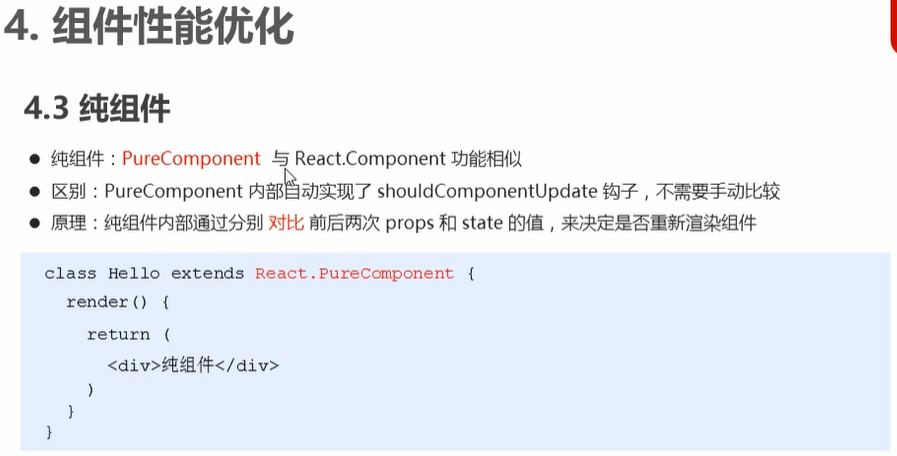 4. 组件性能优化
4.3 纯组件
● 纯组件：PureComponent 与 React.Component 功能相似
● 区别：PureComponent 内部自动实现了 shouldComponentUpdate 钩子，不需要手动比较
● 原理：纯组件内部通过分别 对比 前后两次 props 和 state 的值，来决定是否重新渲染组件
class Hello extends React.PureComponent {
render() {
return (
<div>纯组件</div>
)
}
}